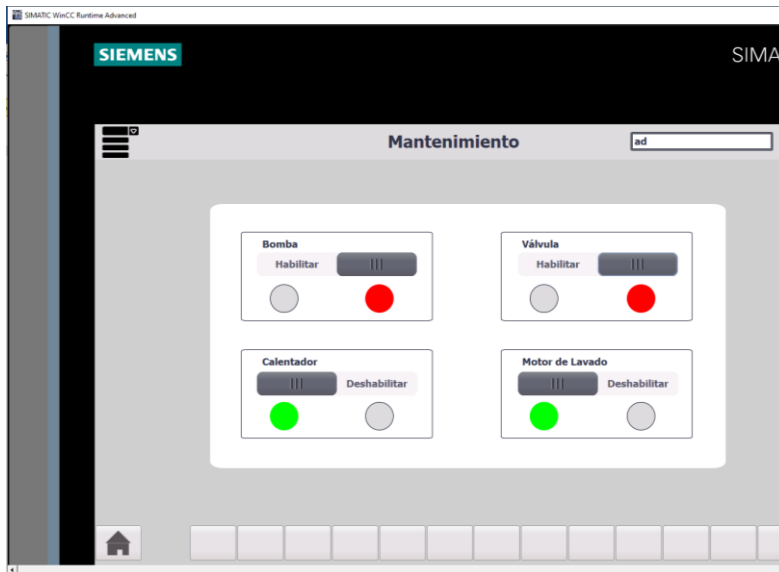 SIMATIC WinCC Runtime Advanced
SIEMENS
SIMA
Mantenimiento
ad
Bomba
Habilitar
Válvula
Habilitar
Calentador
Deshabilitar
Motor de Lavado
Deshabilitar